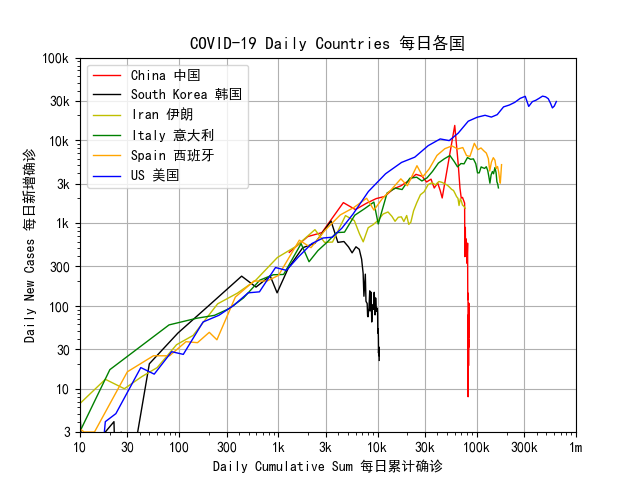 COVID-19 Daily Countries 每日各国
100k
30k
10k
3k
1k
300
100
30
10
3
Daily New Cases 每日新增确诊
China 中国
South Korea 韩国
Iran 伊朗
Italy 意大利
Spain 西班牙
US 美国
10 30 100 300 1k 3k 10k 30k 100k 300k 1m
Daily Cumulative Sum 每日累计确诊